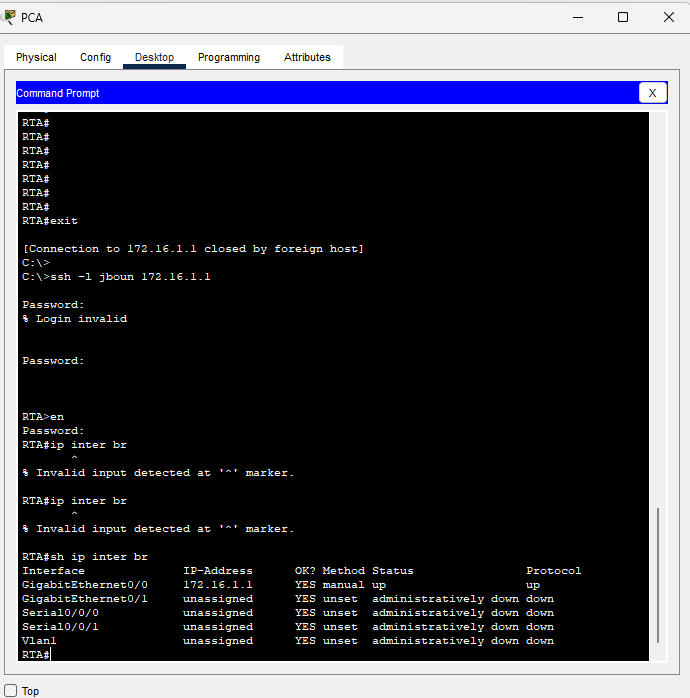 PCA
Physical Config Desktop Programming Attributes
Command Prompt X
RTA#
RTA#
RTA#
RTA#
RTA#
RTA#
RTA#
RTA#exit
[Connection to 172.16.1.1 closed by foreign host]
C:\>
C:\>ssh -l jboun 172.16.1.1
Password:
% Login invalid
Password:
RTA>en
Password:
RTA#ip inter br
^
% Invalid input detected at '^' marker.
RTA#ip inter br
^
% Invalid input detected at '^' marker.
RTA#sh ip inter br
Interface IP-Address OK? Method Status Protocol
GigabitEthernet0/0 172.16.1.1 YES manual up up
GigabitEthernet0/1 unassigned YES unset administratively down down
Serial0/0/0 unassigned YES unset administratively down down
Serial0/0/1 unassigned YES unset administratively down down
Vlan1 unassigned YES unset administratively down down
RTA#
Top